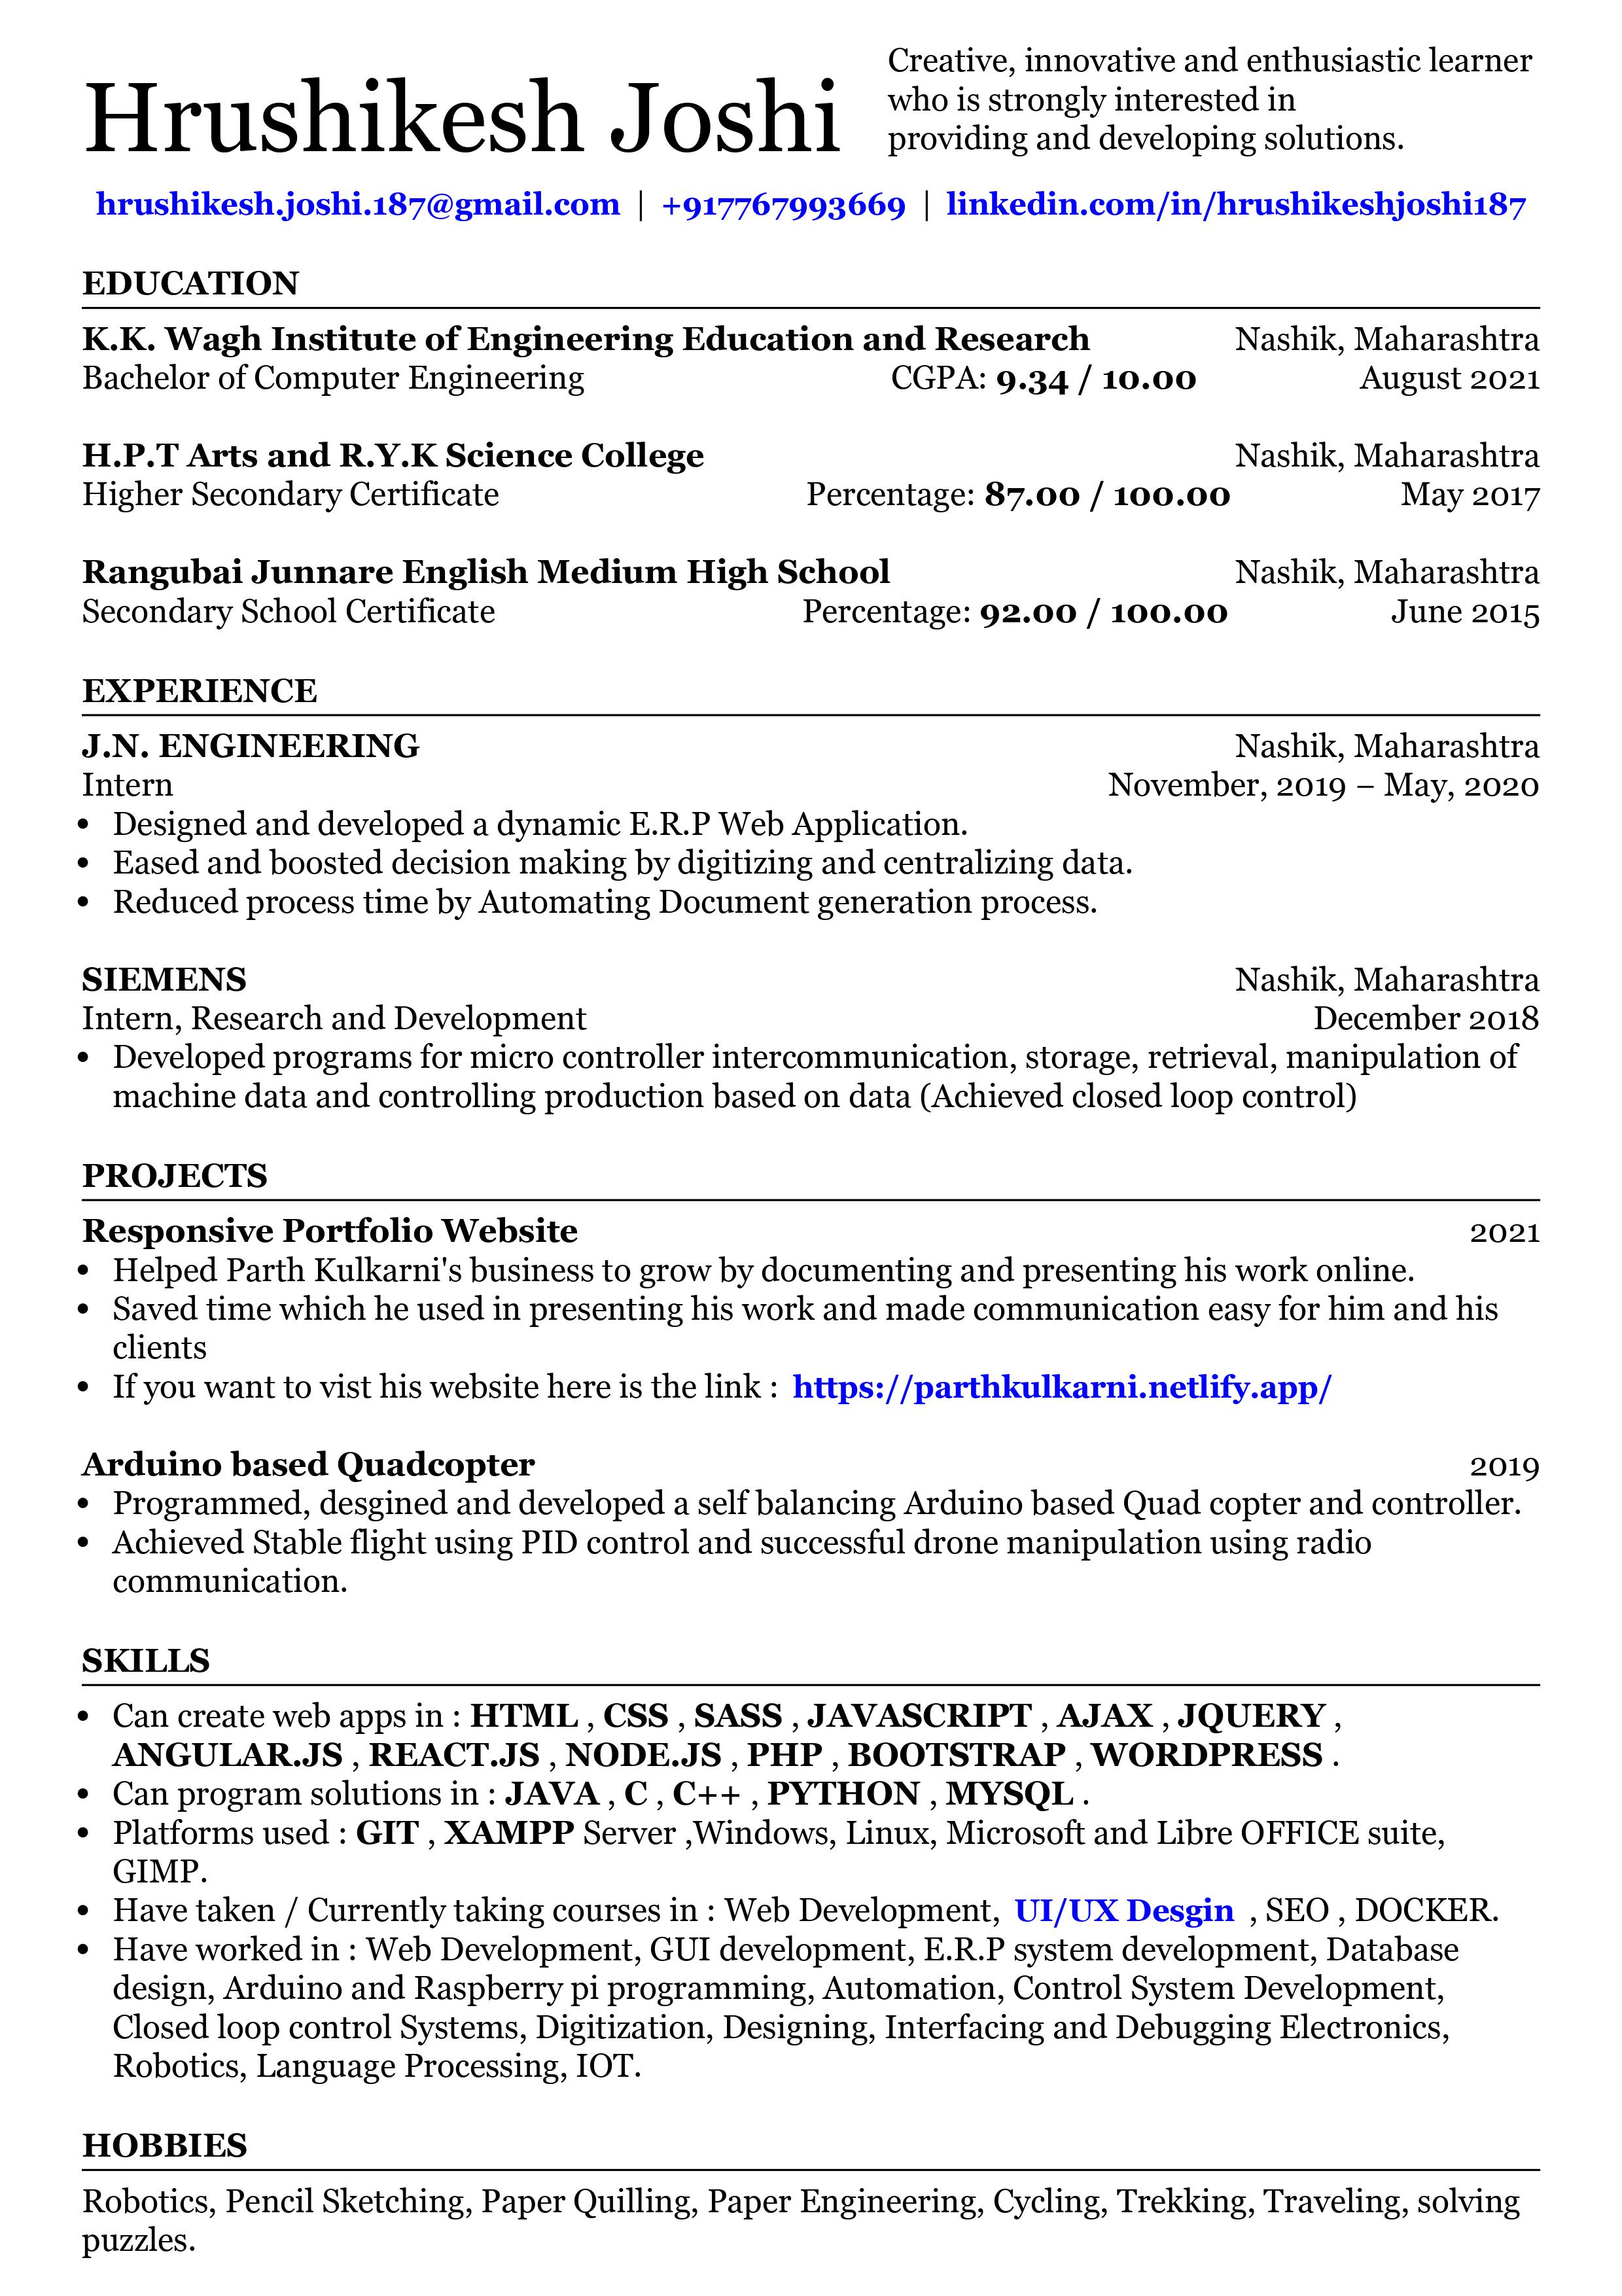 Hrushikesh Joshi
Creative, innovative and enthusiastic learner
who is strongly interested in
providing and developing solutions.
hrushikesh.joshi.187@gmail.com | +917767993669 | linkedin.com/in/hrushikeshjoshi187
EDUCATION
K.K. Wagh Institute of Engineering Education and Research Nashik, Maharashtra
Bachelor of Computer Engineering CGPA: 9.34 / 10.00 August 2021
H.P.T Arts and R.Y.K Science College Nashik, Maharashtra
Higher Secondary Certificate Percentage: 87.00 / 100.00 May 2017
Rangubai Junnare English Medium High School Nashik, Maharashtra
Secondary School Certificate Percentage: 92.00 / 100.00 June 2015
EXPERIENCE
J.N. ENGINEERING Nashik, Maharashtra
Intern November, 2019 – May, 2020
• Designed and developed a dynamic E.R.P Web Application.
• Eased and boosted decision making by digitizing and centralizing data.
• Reduced process time by Automating Document generation process.
SIEMENS Nashik, Maharashtra
Intern, Research and Development December 2018
• Developed programs for micro controller intercommunication, storage, retrieval, manipulation of
machine data and controlling production based on data (Achieved closed loop control)
PROJECTS
Responsive Portfolio Website 2021
• Helped Parth Kulkarni's business to grow by documenting and presenting his work online.
• Saved time which he used in presenting his work and made communication easy for him and his
clients
• If you want to vist his website here is the link : https://parthkulkarni.netlify.app/
Arduino based Quadcopter 2019
• Programmed, desgined and developed a self balancing Arduino based Quad copter and controller.
• Achieved Stable flight using PID control and successful drone manipulation using radio
communication.
SKILLS
• Can create web apps in : HTML , CSS , SASS , JAVASCRIPT , AJAX , JQUERY ,
ANGULAR.JS , REACT.JS , NODE.JS , PHP , BOOTSTRAP , WORDPRESS .
• Can program solutions in : JAVA , C , C++ , PYTHON , MYSQL .
• Platforms used : GIT , XAMPP Server ,Windows, Linux, Microsoft and Libre OFFICE suite,
GIMP.
• Have taken / Currently taking courses in : Web Development, UI/UX Desgin , SEO , DOCKER.
• Have worked in : Web Development, GUI development, E.R.P system development, Database
design, Arduino and Raspberry pi programming, Automation, Control System Development,
Closed loop control Systems, Digitization, Designing, Interfacing and Debugging Electronics,
Robotics, Language Processing, IOT.
HOBBIES
Robotics, Pencil Sketching, Paper Quilling, Paper Engineering, Cycling, Trekking, Traveling, solving
puzzles.